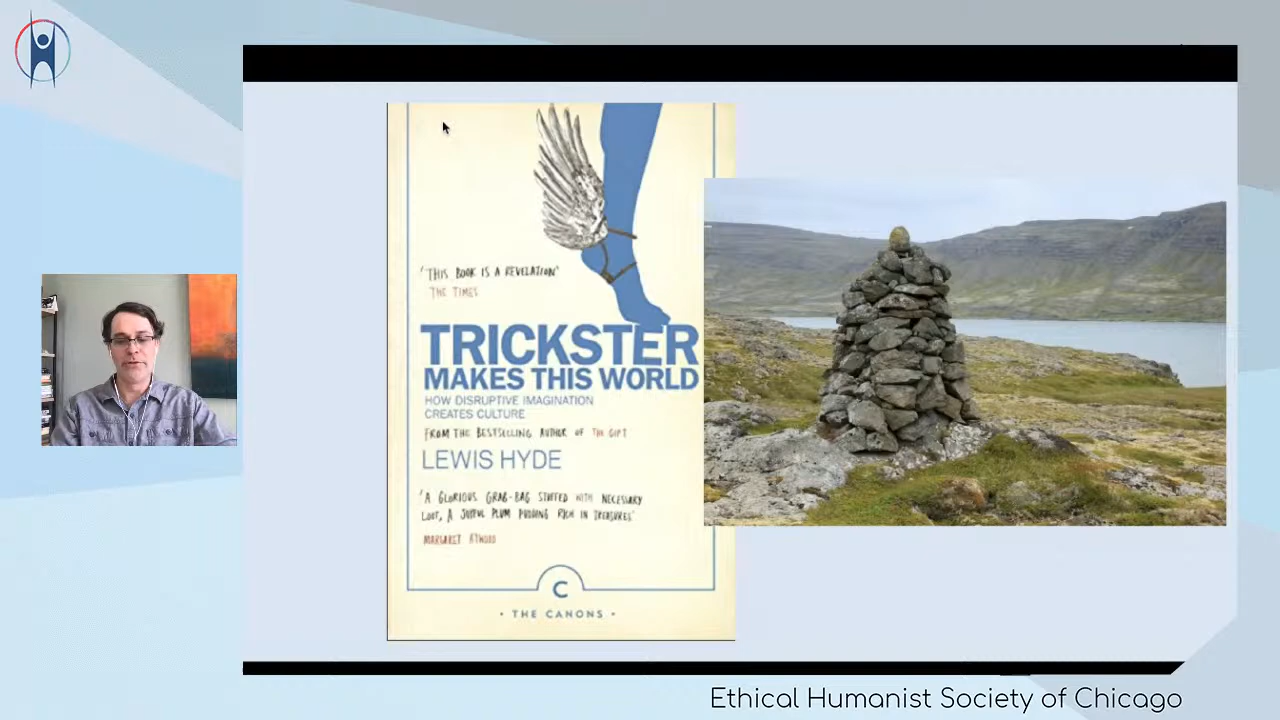 'THIS BOOK IS A REVELATION'
THE TIMES
TRICKSTER
MAKES THIS WORLD
HOW DISRUPTIVE IMAGINATION
CREATES CULTURE
FROM THE BESTSELLING AUTHOR OF THE GIFT
LEWIS HYDE
'A GLORIOUS GRAB-BAG STUFFED WITH NECESSARY
LOOT, A JOYFUL PLUM PUDDING RICH IN TREASURES'
MARGARET ATWOOD
C
• THE CANONS •
Ethical Humanist Society of Chicago